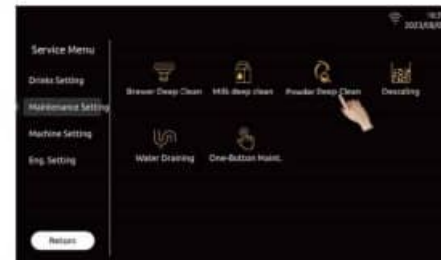 Service Menu
Drinks Setting
Maintenance Setting
Machine Setting
Eng. Setting
Return
Brewer Deep Clean
Milk deep clean
Powder Deep Clean
Descaling
Water Draining
One-Button Maint.